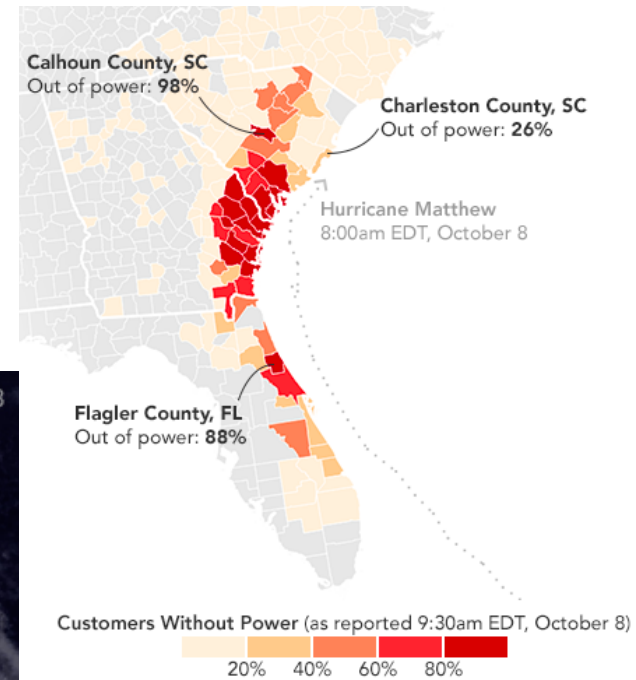 Calhoun County, SC
Out of power: 98%
Charleston County, SC
Out of power: 26%
Hurricane Matthew
8:00am EDT, October 8
Flagler County, FL
Out of power: 88%
Customers Without Power (as reported 9:30am EDT, October 8)
20% 40% 60% 80%